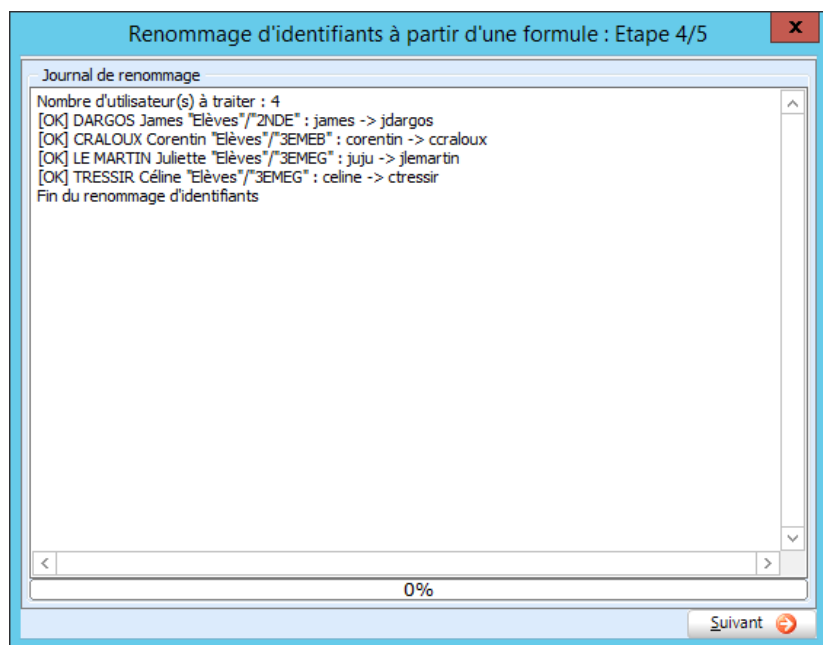 Renommage d'identifiants à partir d'une formule : Etape 4/5
x
Journal de renommage
Nombre d'utilisateur(s) à traiter : 4
[OK] DARGOS James "Elèves"/"2NDE" : james -> jdargos
[OK] CRALOUX Corentin "Elèves"/"3EMEB" : corentin -> ccraloux
[OK] LE MARTIN Juliette "Elèves"/"3EMEG" : juju -> jlemartin
[OK] TRESSIR Céline "Elèves"/"3EMEG" : celine -> ctressir
Fin du renommage d'identifiants
0%
Suivant